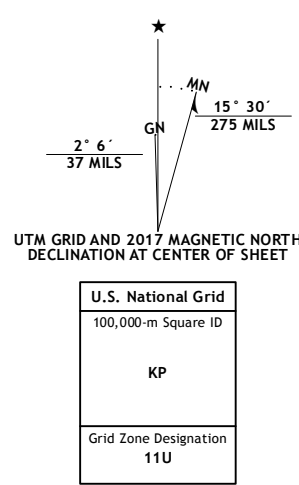 ★
MN
GN
15° 30´
275 MILS
2° 6´
37 MILS
UTM GRID AND 2017 MAGNETIC NORTH
DECLINATION AT CENTER OF SHEET
U.S. National Grid
100,000-m Square ID
KP
Grid Zone Designation
11U